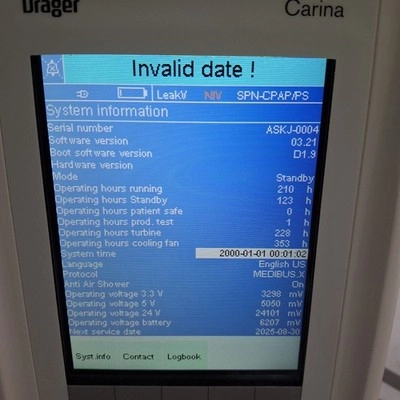 Dräger
Carina
Invalid date !
LeakV NIV SPN-CPAP/PS
System information
Serial number ASKJ-0004
Software version 03.21
Boot software version D1.9
Hardware version
Mode Standby
Operating hours running 210 h
Operating hours Standby 123 h
Operating hours patient safe 0 h
Operating hours prod. test 1 h
Operating hours turbine 228 h
Operating hours cooling fan 353 h
System time 2000-01-01 00:01:02
Language English US
Protocol MEDIBUS.X
Anti Air Shower On
Operating voltage 3.3 V 3298 mV
Operating voltage 5 V 5050 mV
Operating voltage 24 V 24101 mV
Operating voltage battery 6207 mV
Next service date 2025-08-30
Syst.info Contact Logbook